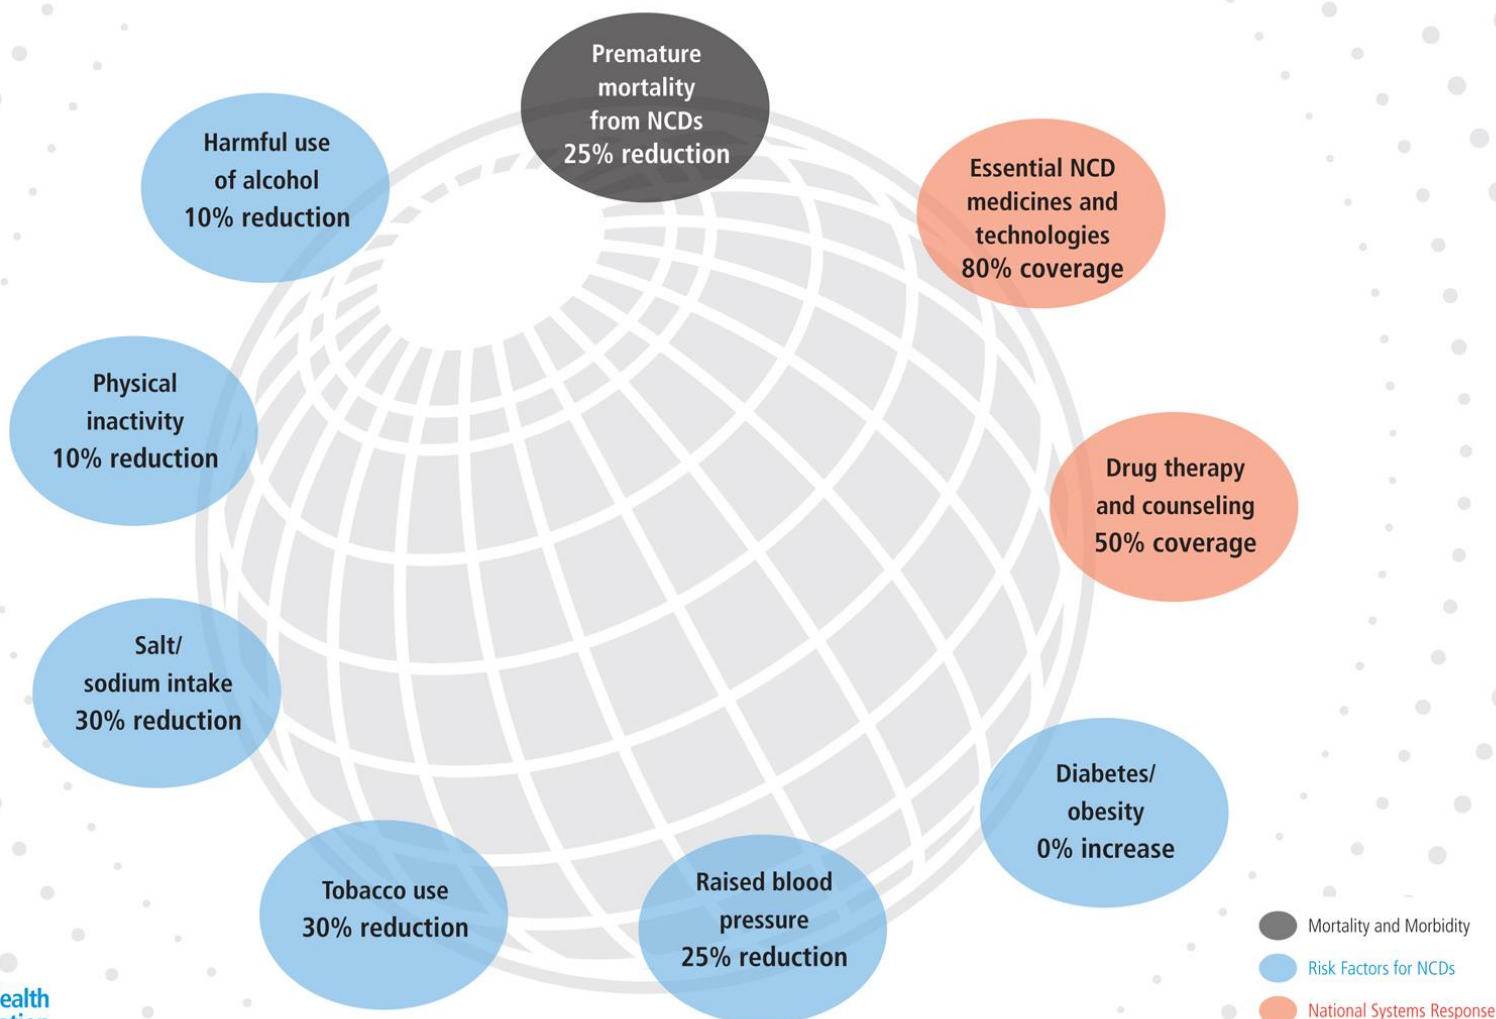 Premature
mortality
from NCDs
25% reduction
Harmful use
of alcohol
10% reduction
Essential NCD
medicines and
technologies
80% coverage
Physical
inactivity
10% reduction
Drug therapy
and counseling
50% coverage
Salt/
sodium intake
30% reduction
Diabetes/
obesity
0% increase
Tobacco use
30% reduction
Raised blood
pressure
25% reduction
Mortality and Morbidity
Risk Factors for NCDs
National Systems Response